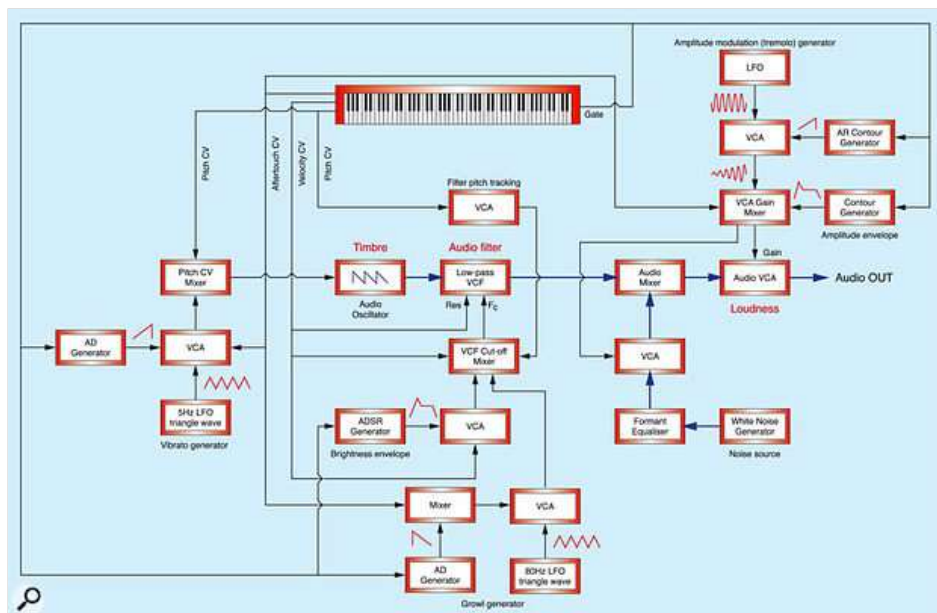 Amplitude modulation (tremolo) generator
LFO
Gate
VCA
AR Contour
Generator
Pitch CV
Aftertouch CV
Velocity CV
Pitch CV
Filter pitch tracking
VCA
VCA Gain
Mixer
Contour
Generator
Amplitude envelope
Gain
Timbre
Audio filter
Pitch CV
Mixer
Low-pass
VCF
Audio
Mixer
Audio VCA
Audio OUT
Audio
Oscillator
Res
Fc
Loudness
AD
Generator
VCA
VCF Cut-off
Mixer
VCA
5Hz LFO
triangle wave
Vibrato generator
ADSR
Generator
Brightness envelope
VCA
Formant
Equaliser
White Noise
Generator
Noise source
Mixer
VCA
AD
Generator
80Hz LFO
triangle wave
Growl generator